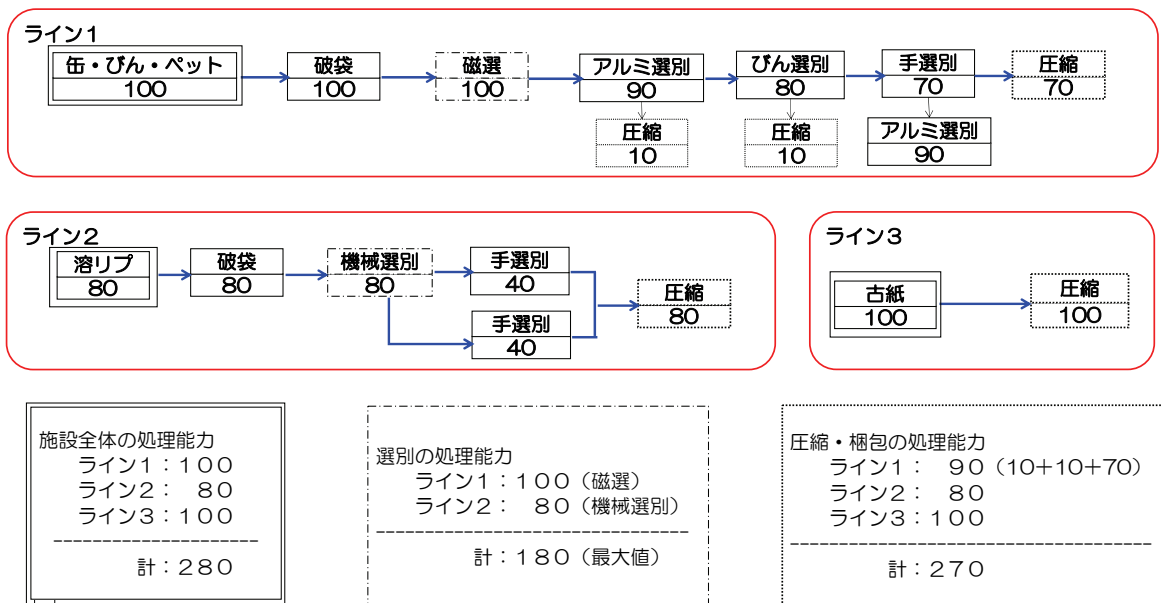 ライン1
缶・びん・ペット
100
破袋
100
磁選
100
アルミ選別
90
びん選別
80
手選別
70
圧縮
70
圧縮
10
圧縮
10
アルミ選別
90
ライン2
溶リプ
80
破袋
80
機械選別
80
手選別
40
手選別
40
圧縮
80
ライン3
古紙
100
圧縮
100
施設全体の処理能力
ライン1:100
ライン2: 80
ライン3:100
計:280
選別の処理能力
ライン1:100(磁選)
ライン2: 80(機械選別)
計:180(最大値)
圧縮・梱包の処理能力
ライン1: 90(10+10+70)
ライン2: 80
ライン3:100
計:270